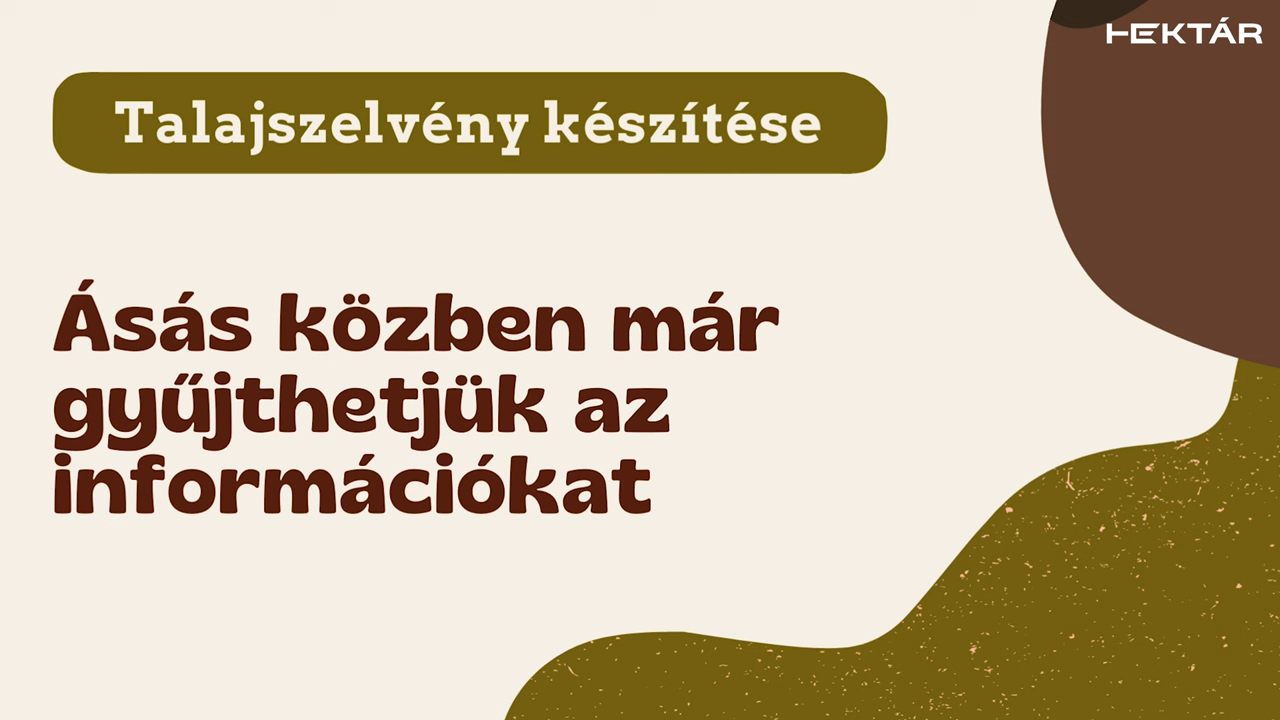 HEKTÁR
Talajszelvény készítése
Ásás közben már
gyűjthetjük az
információkat